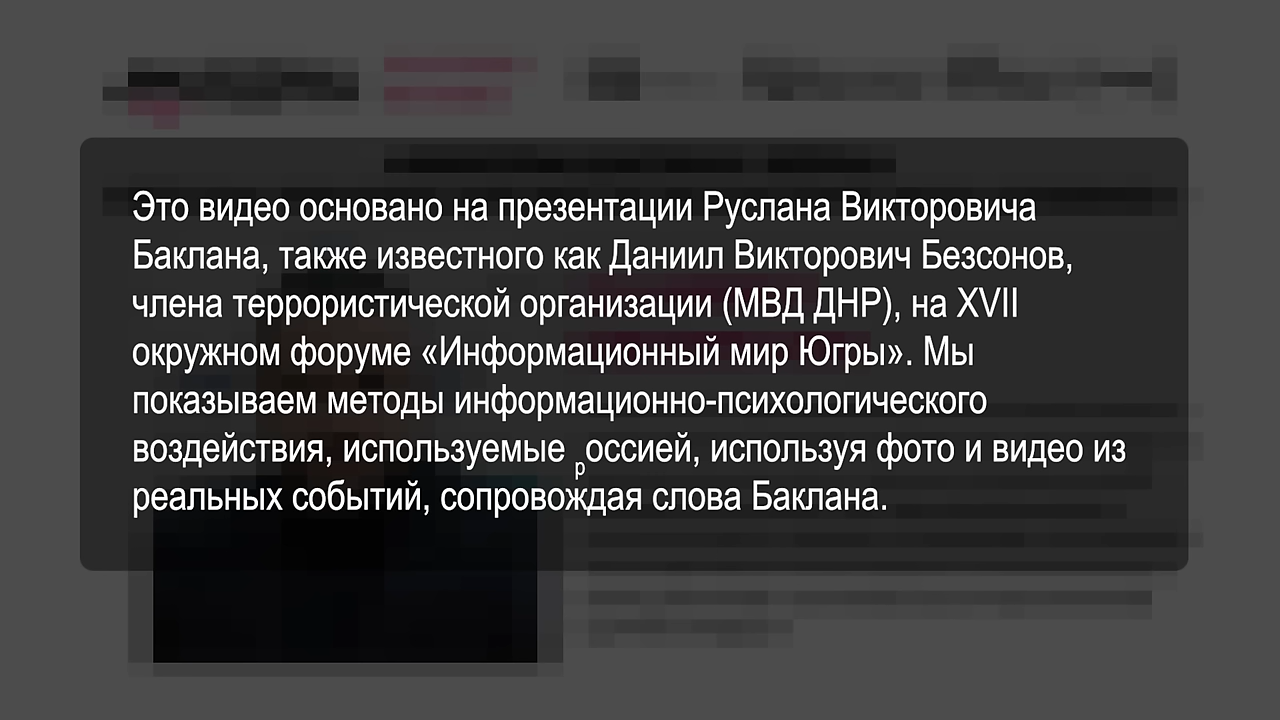 Это видео основано на презентации Руслана Викторовича
Баклана, также известного как Даниил Викторович Безсонов,
члена террористической организации (МВД ДНР), на XVII
окружном форуме «Информационный мир Югры». Мы
показываем методы информационно-психологического
воздействия, используемые россией, используя фото и видео из
реальных событий, сопровождая слова Баклана.